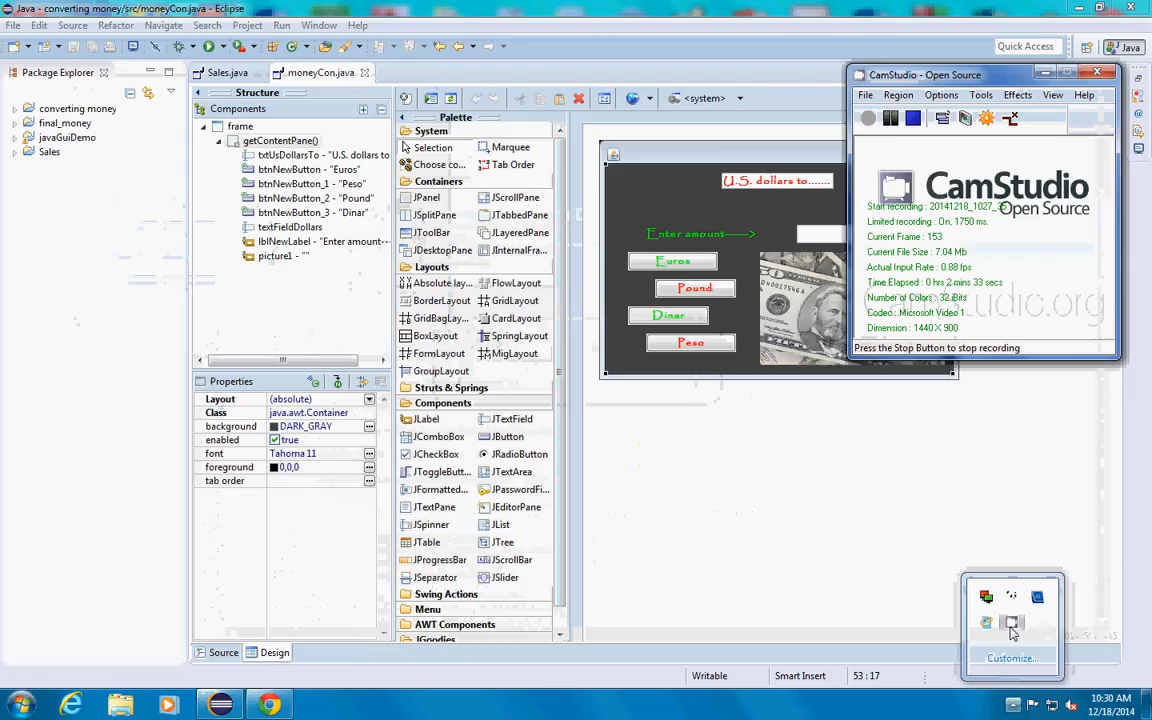 Java - converting money/src/moneyCon.java - Eclipse
File Edit Source Refactor Navigate Search Project Run Window Help
Quick Access
Java
Package Explorer
converting money
final_money
javaGuiDemo
Sales
Sales.java
moneyCon.java
Structure
Components
frame
getContentPane()
txtUsDollarsTo - "U.S. dollars to
btnNewButton - "Euros"
btnNewButton_1 - "Peso"
btnNewButton_2 - "Pound"
btnNewButton_3 - "Dinar"
textFieldDollars
lblNewLabel - "Enter amount---
picture1 - ""
Properties
Layout (absolute)
Class java.awt.Container
background DARK_GRAY
enabled true
font Tahoma 11
foreground 0,0,0
tab order
<system>
Palette
System
Selection Marquee
Choose co... Tab Order
Containers
JPanel JScrollPane
JSplitPane JTabbedPane
JToolBar JLayeredPane
JDesktopPane JInternalFra...
Layouts
Absolute lay... FlowLayout
BorderLayout GridLayout
GridBagLay... CardLayout
BoxLayout SpringLayout
FormLayout MigLayout
GroupLayout
Struts & Springs
Components
JLabel JTextField
JComboBox JButton
JCheckBox JRadioButton
JToggleButt... JTextArea
JFormatted... JPasswordFi...
JTextPane JEditorPane
JSpinner JList
JTable JTree
JProgressBar JScrollBar
JSeparator JSlider
Swing Actions
Menu
AWT Components
JGoodies
U.S. dollars to.......
Enter amount---->
Euros
Pound
Dinar
Peso
CamStudio - Open Source
File Region Options Tools Effects View Help
CamStudio
Open Source
Limited recording : On, 1750 ms.
Current Frame : 153
Current File Size : 7.04 Mb
Actual Input Rate : 0.88 fps
Time Elapsed : 0 hrs 2 mins 33 secs
Number of Colors : 32 Bits
Codec : Microsoft Video 1
Dimension : 1440 X 900
CamStudio.org
Press the Stop Button to stop recording
Customize...
Source Design
Writable Smart Insert 53 : 17
10:30 AM
12/18/2014